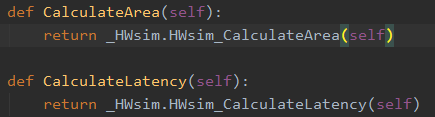 def CalculateArea(self):
    return _HWsim.HWsim_CalculateArea(self)
def CalculateLatency(self):
    return _HWsim.HWsim_CalculateLatency(self)